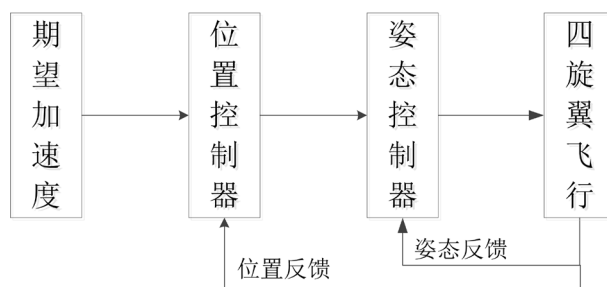 期望加速度
位置控制器
姿态控制器
四旋翼飞行
姿态反馈
位置反馈